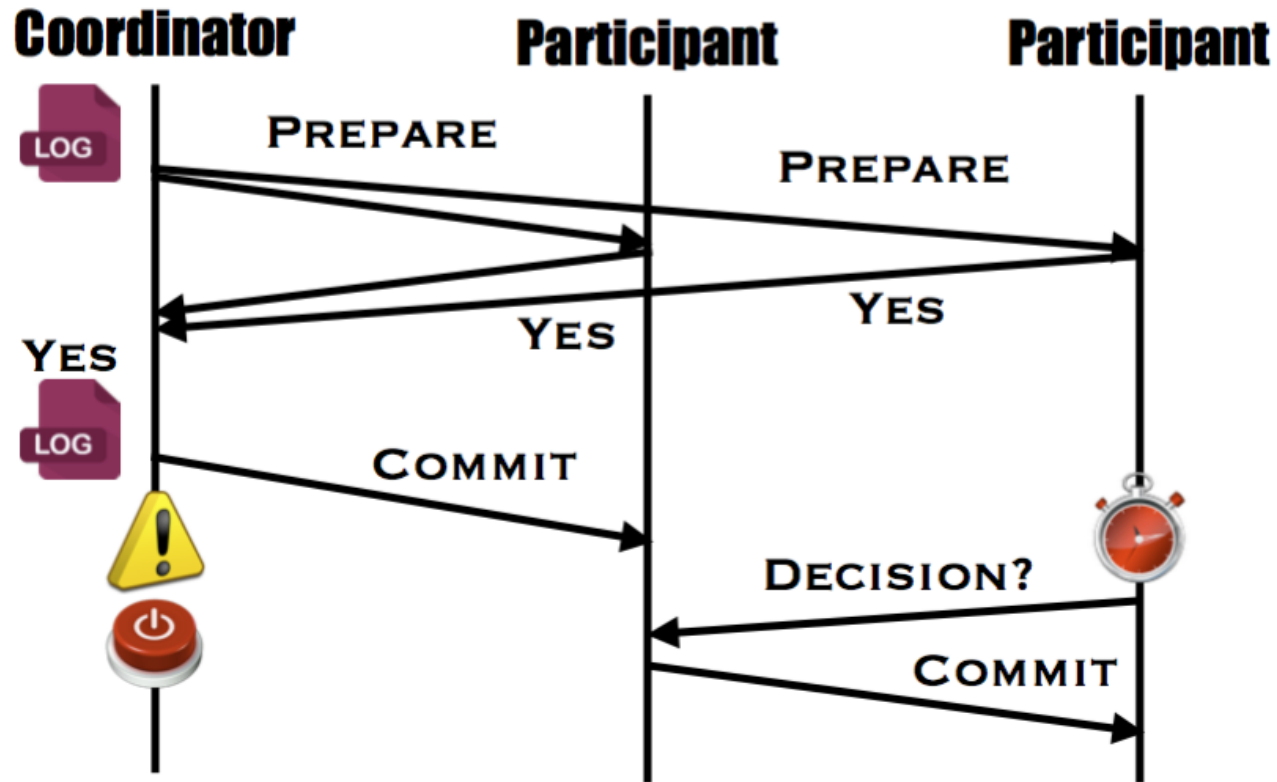 Coordinator
Participant
Participant
LOG
PREPARE
PREPARE
YES
YES
YES
LOG
COMMIT
DECISION?
COMMIT